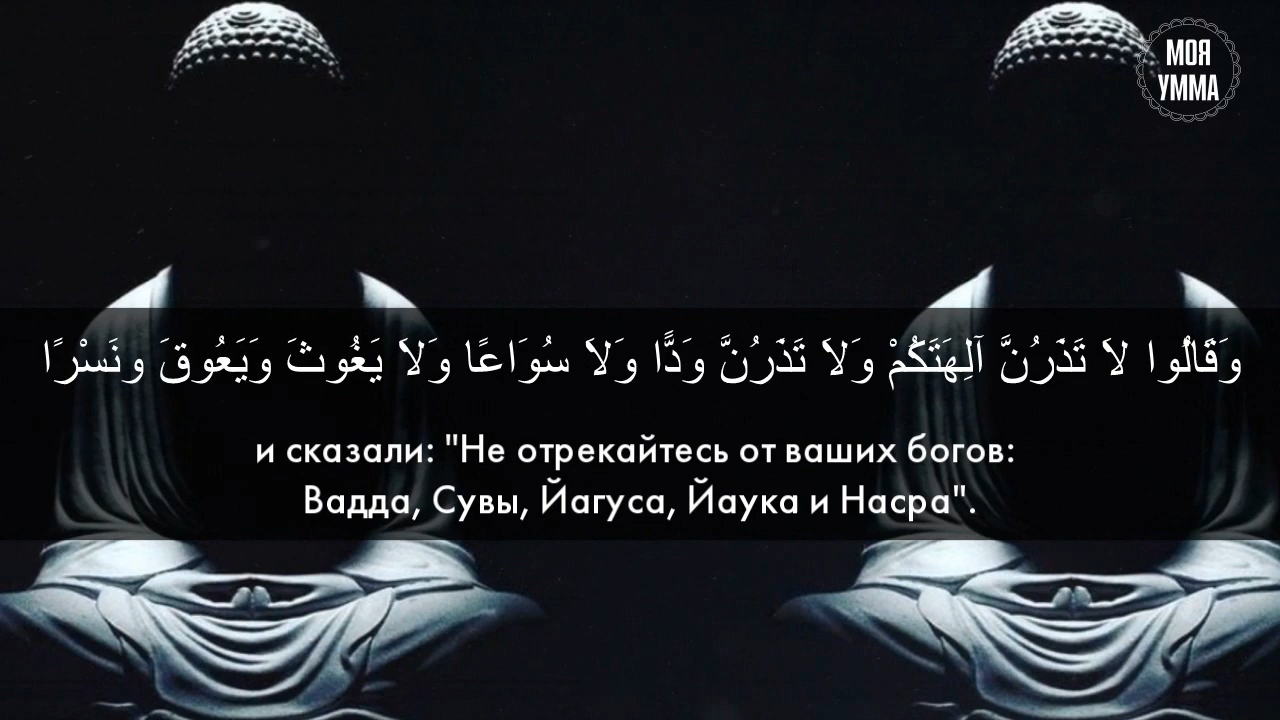 МОЯ
УММА
وَقَالُوا لاَ تَذَرُنَّ آلِهَتَكُمْ وَلاَ تَذَرُنَّ وَدًّا وَلاَ سُوَاعًا وَلاَ يَغُوثَ وَيَعُوقَ ونَسْرًا
и сказали: "Не отрекайтесь от ваших богов:
Вадда, Сувы, Йагуса, Йаука и Насра".